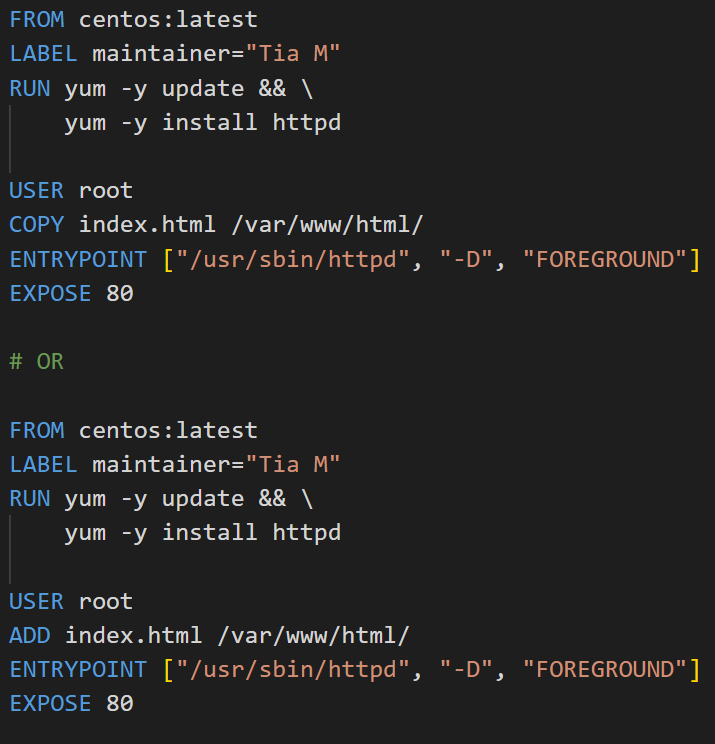 FROM centos:latest
LABEL maintainer="Tia M"
RUN yum -y update && \
    yum -y install httpd
USER root
COPY index.html /var/www/html/
ENTRYPOINT ["/usr/sbin/httpd", "-D", "FOREGROUND"]
EXPOSE 80
# OR
FROM centos:latest
LABEL maintainer="Tia M"
RUN yum -y update && \
    yum -y install httpd
USER root
ADD index.html /var/www/html/
ENTRYPOINT ["/usr/sbin/httpd", "-D", "FOREGROUND"]
EXPOSE 80